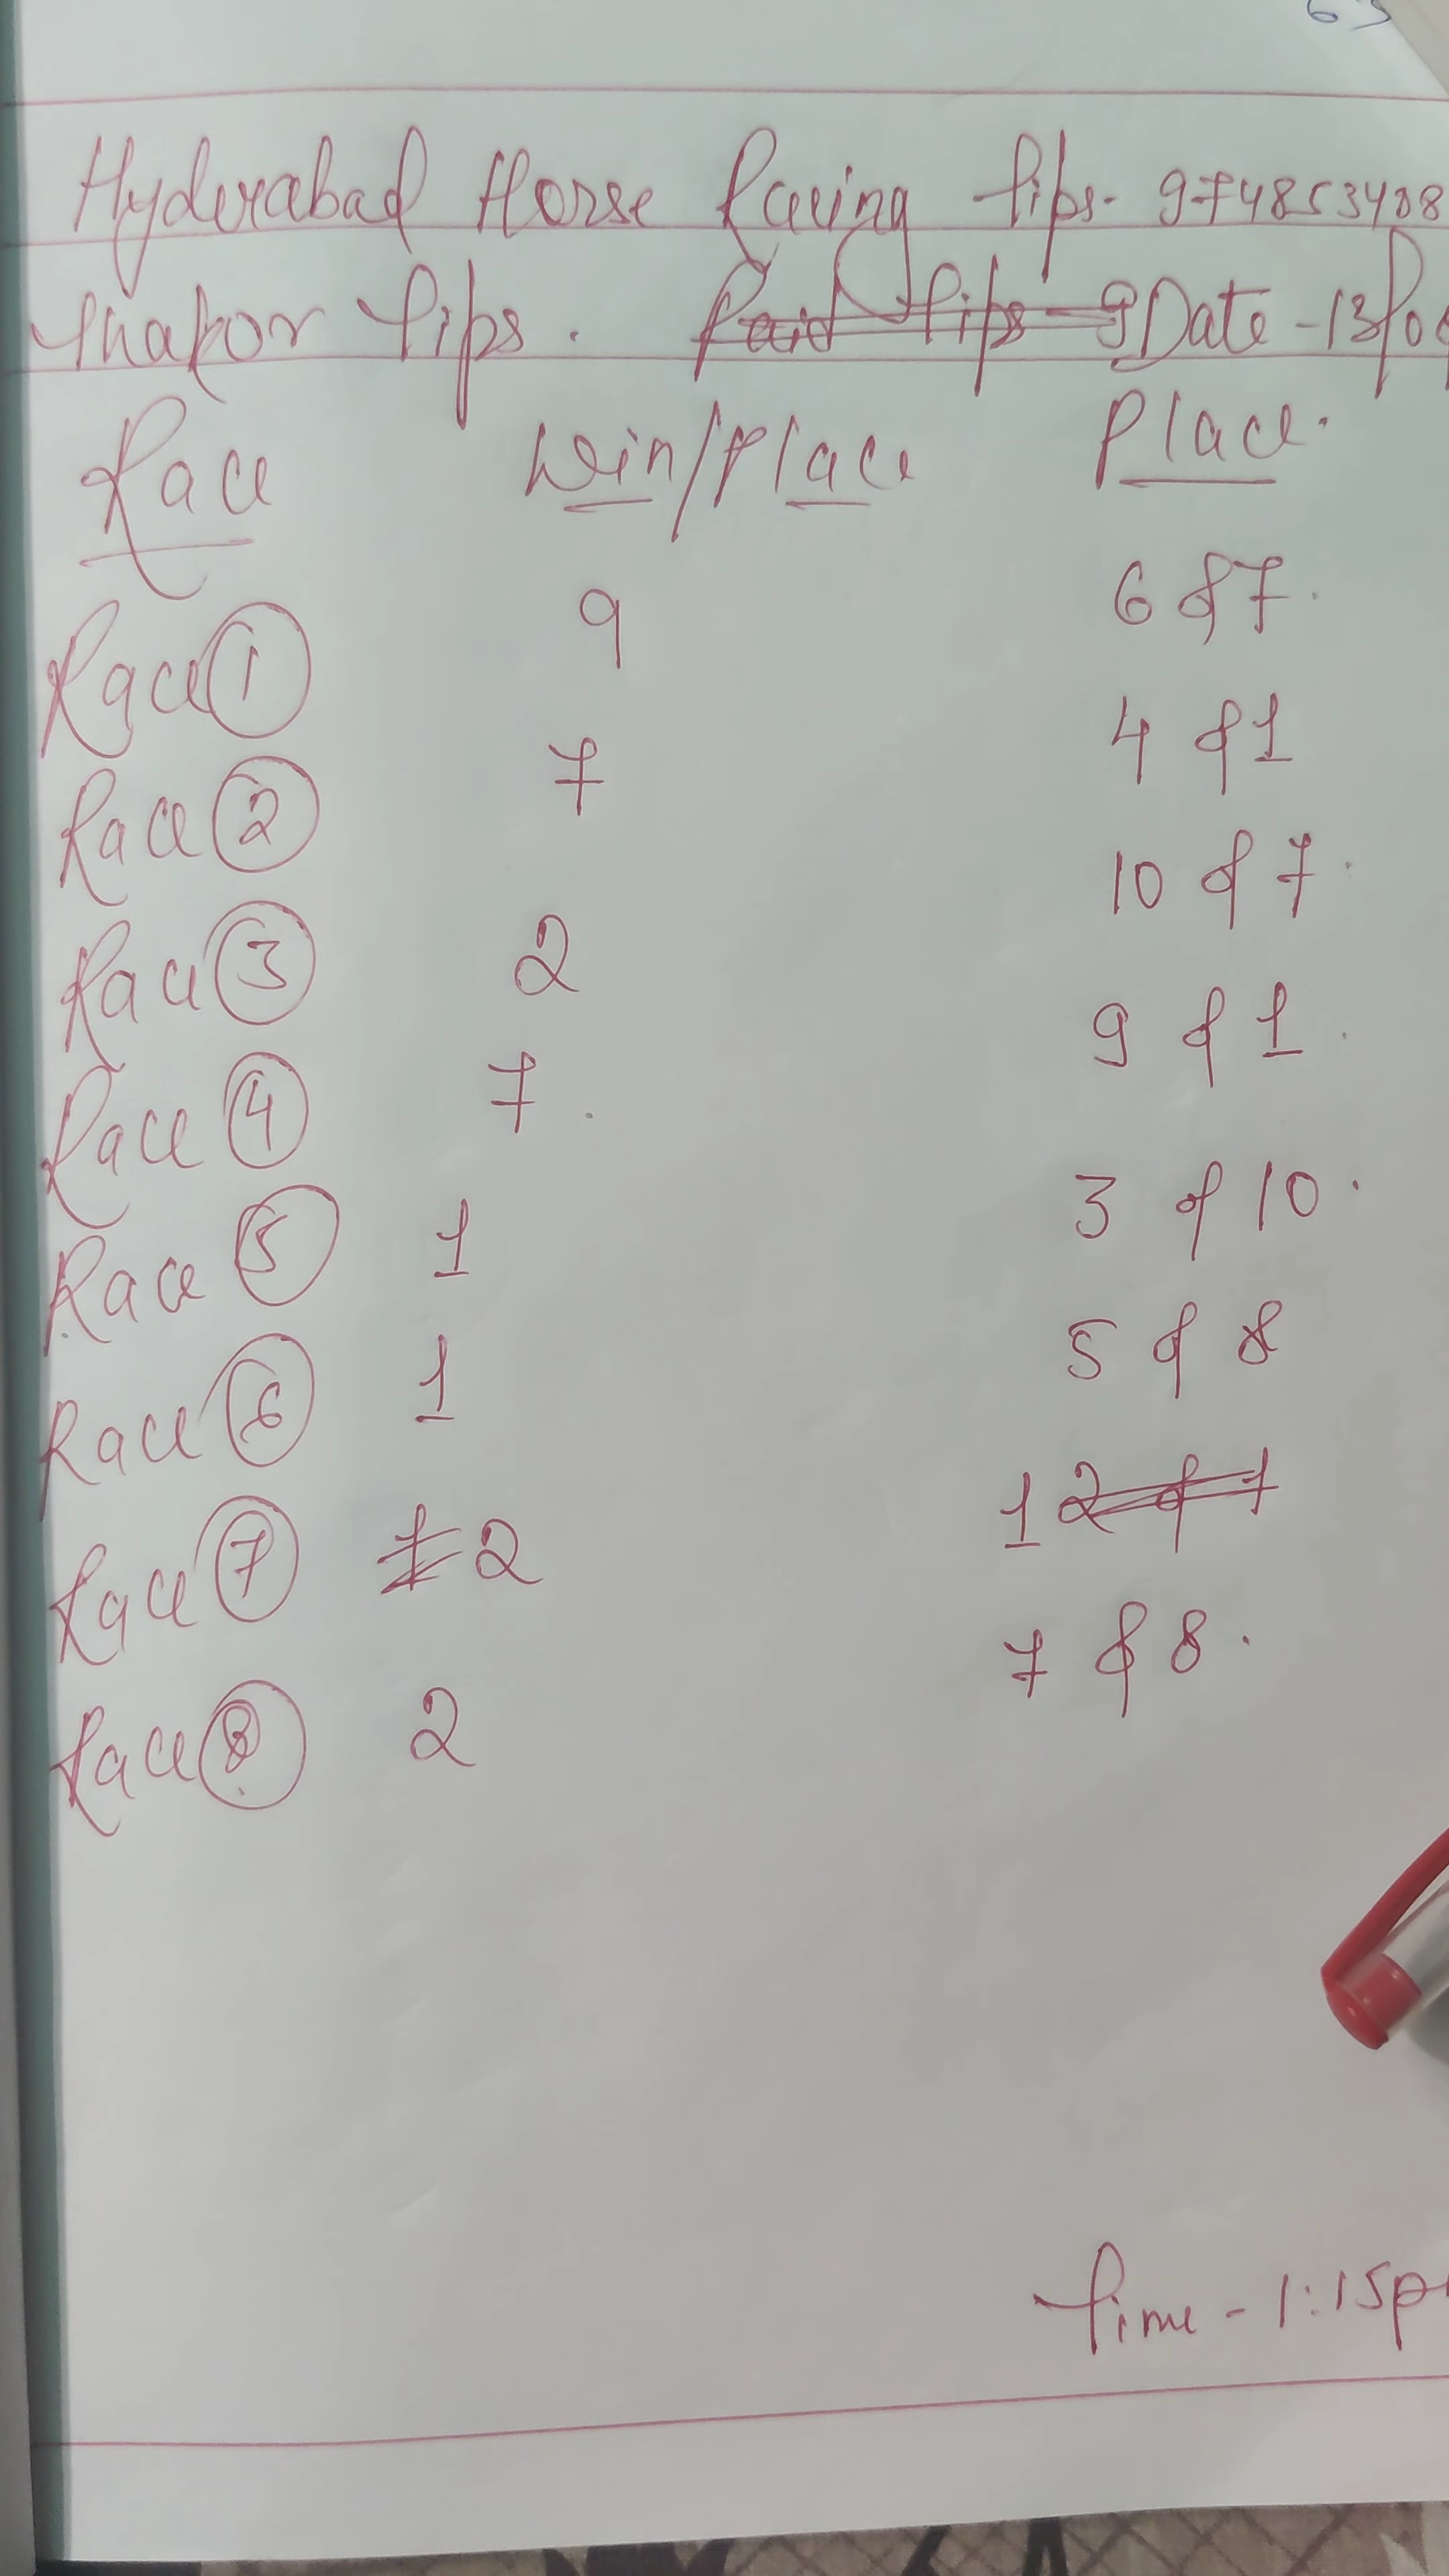 Hyderabad Horse Racing Tips- 974853408
Thakor Tips. Paid Tips - 9 Date - 13/06
Race Win/Place Place.
Race 1 9 6 & 7.
Race 2 7 4 & 1
Race 3 2 10 & 7.
Race 4 7. 9 & 1.
Race 5 1 3 & 10.
Race 6 1 5 & 8
Race 7 1 2 1 2 & 1
Race 8 2 7 & 8.
Time - 1:15p